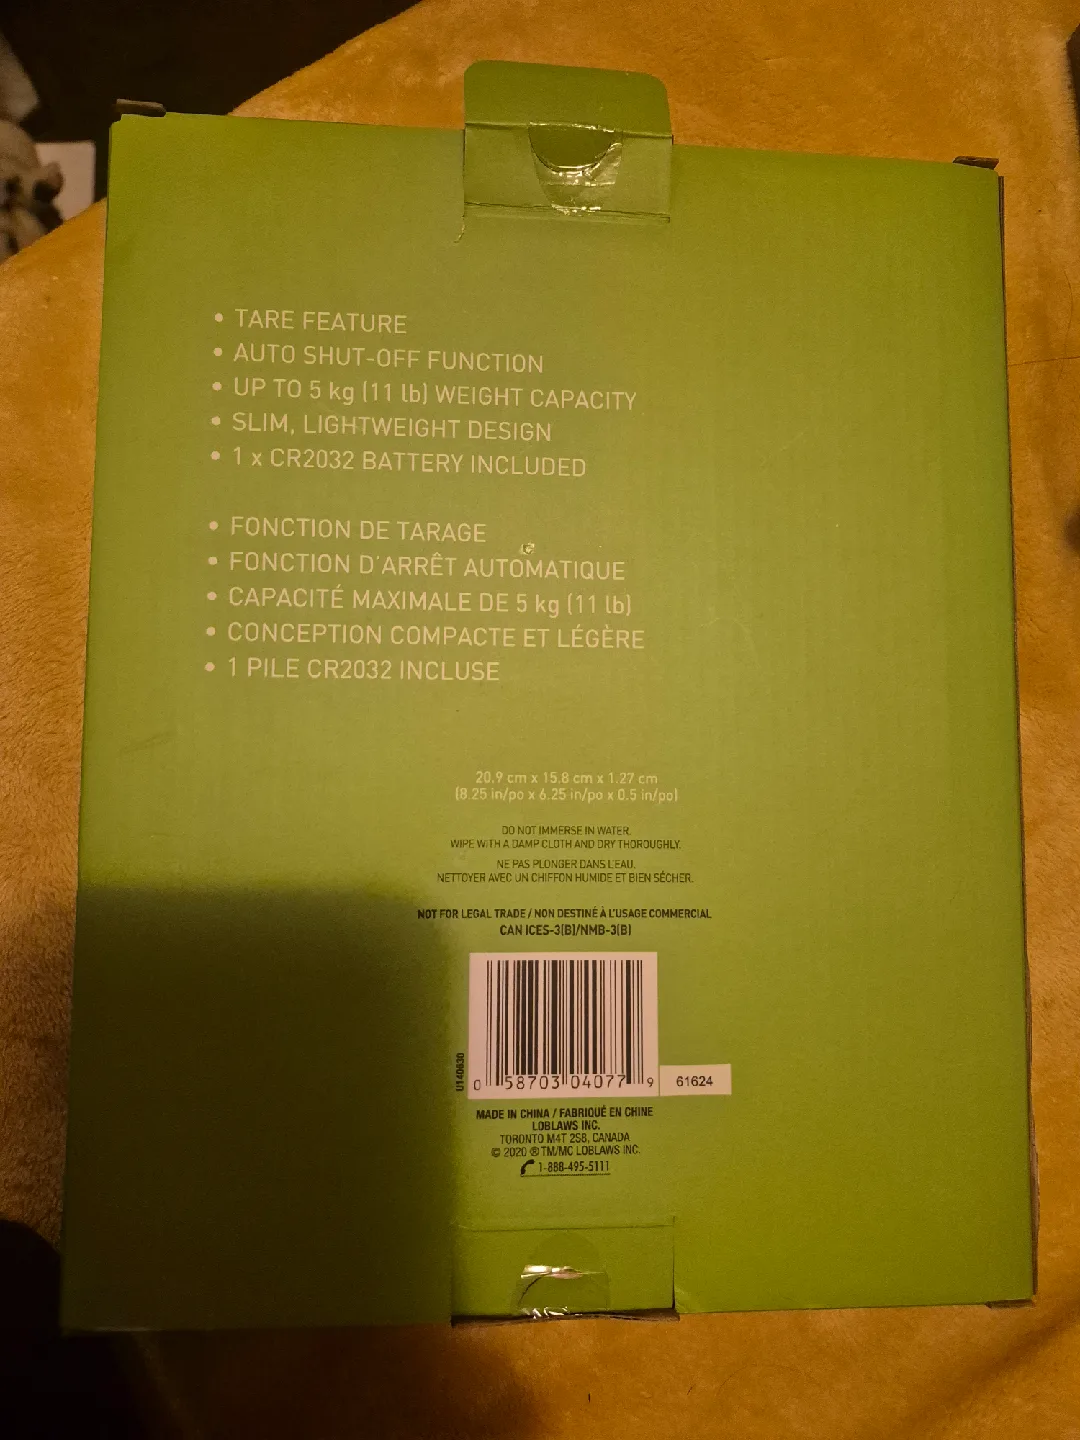 • TARE FEATURE
• AUTO SHUT-OFF FUNCTION
• UP TO 5 kg (11 lb) WEIGHT CAPACITY
• SLIM, LIGHTWEIGHT DESIGN
• 1 x CR2032 BATTERY INCLUDED
• FONCTION DE TARAGE
• FONCTION D'ARRÊT AUTOMATIQUE
• CAPACITÉ MAXIMALE DE 5 kg (11 lb)
• CONCEPTION COMPACTE ET LÉGÈRE
• 1 PILE CR2032 INCLUSE
20.9 cm x 15.8 cm x 1.27 cm
(8.25 in/po x 6.25 in/po x 0.5 in/po)
DO NOT IMMERSE IN WATER.
WIPE WITH A DAMP CLOTH AND DRY THOROUGHLY.
NE PAS PLONGER DANS L'EAU.
NETTOYER AVEC UN CHIFFON HUMIDE ET BIEN SÉCHER.
NOT FOR LEGAL TRADE / NON DESTINÉ À L'USAGE COMMERCIAL
CAN ICES-3(B)/NMB-3(B)
U140630
0 58703 04077 9
61624
MADE IN CHINA / FABRIQUÉ EN CHINE
LOBLAWS INC.
TORONTO M4T 2S8, CANADA
© 2020 ® TM/MC LOBLAWS INC.
1-888-495-5111